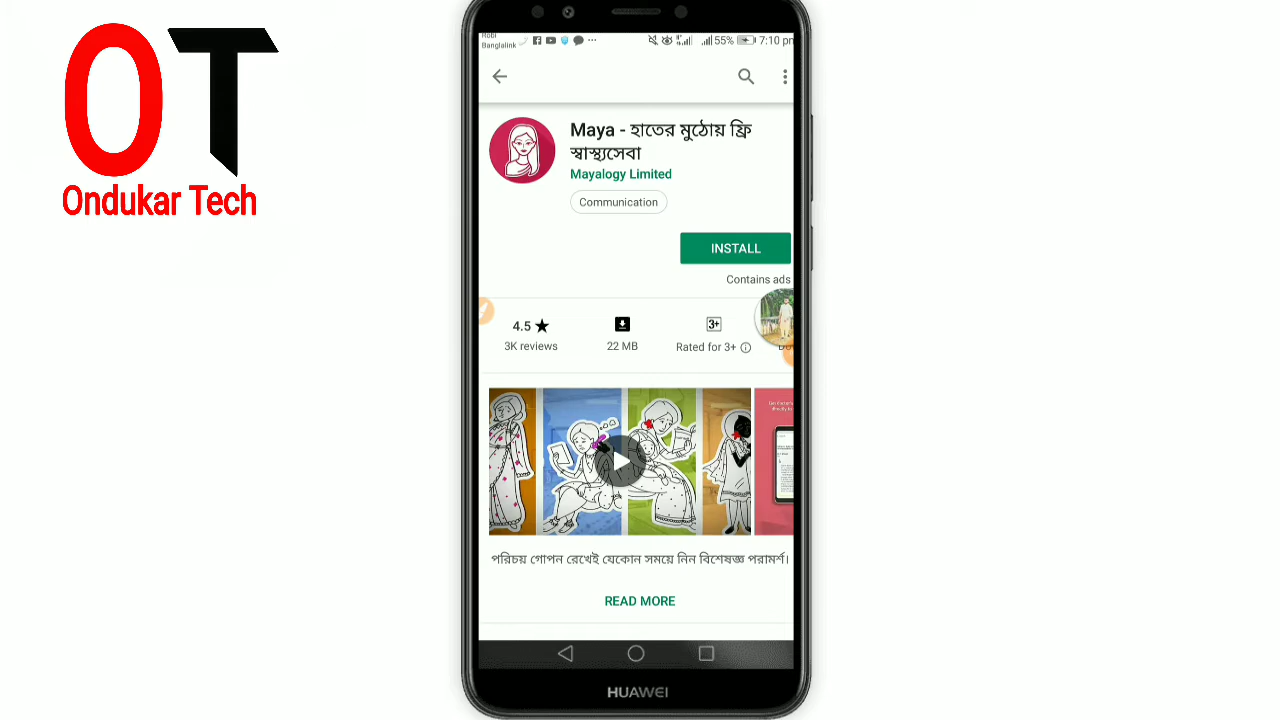 OT
Ondukar Tech
Robi
Banglalink
55% 7:10 pm
Maya - হাতের মুঠোয় ফ্রি
স্বাস্থ্যসেবা
Mayalogy Limited
Communication
INSTALL
Contains ads
4.5 ★
3+
3K reviews
22 MB
Rated for 3+
পরিচয় গোপন রেখেই যেকোন সময়ে নিন বিশেষজ্ঞ পরামর্শ।
READ MORE
HUAWEI